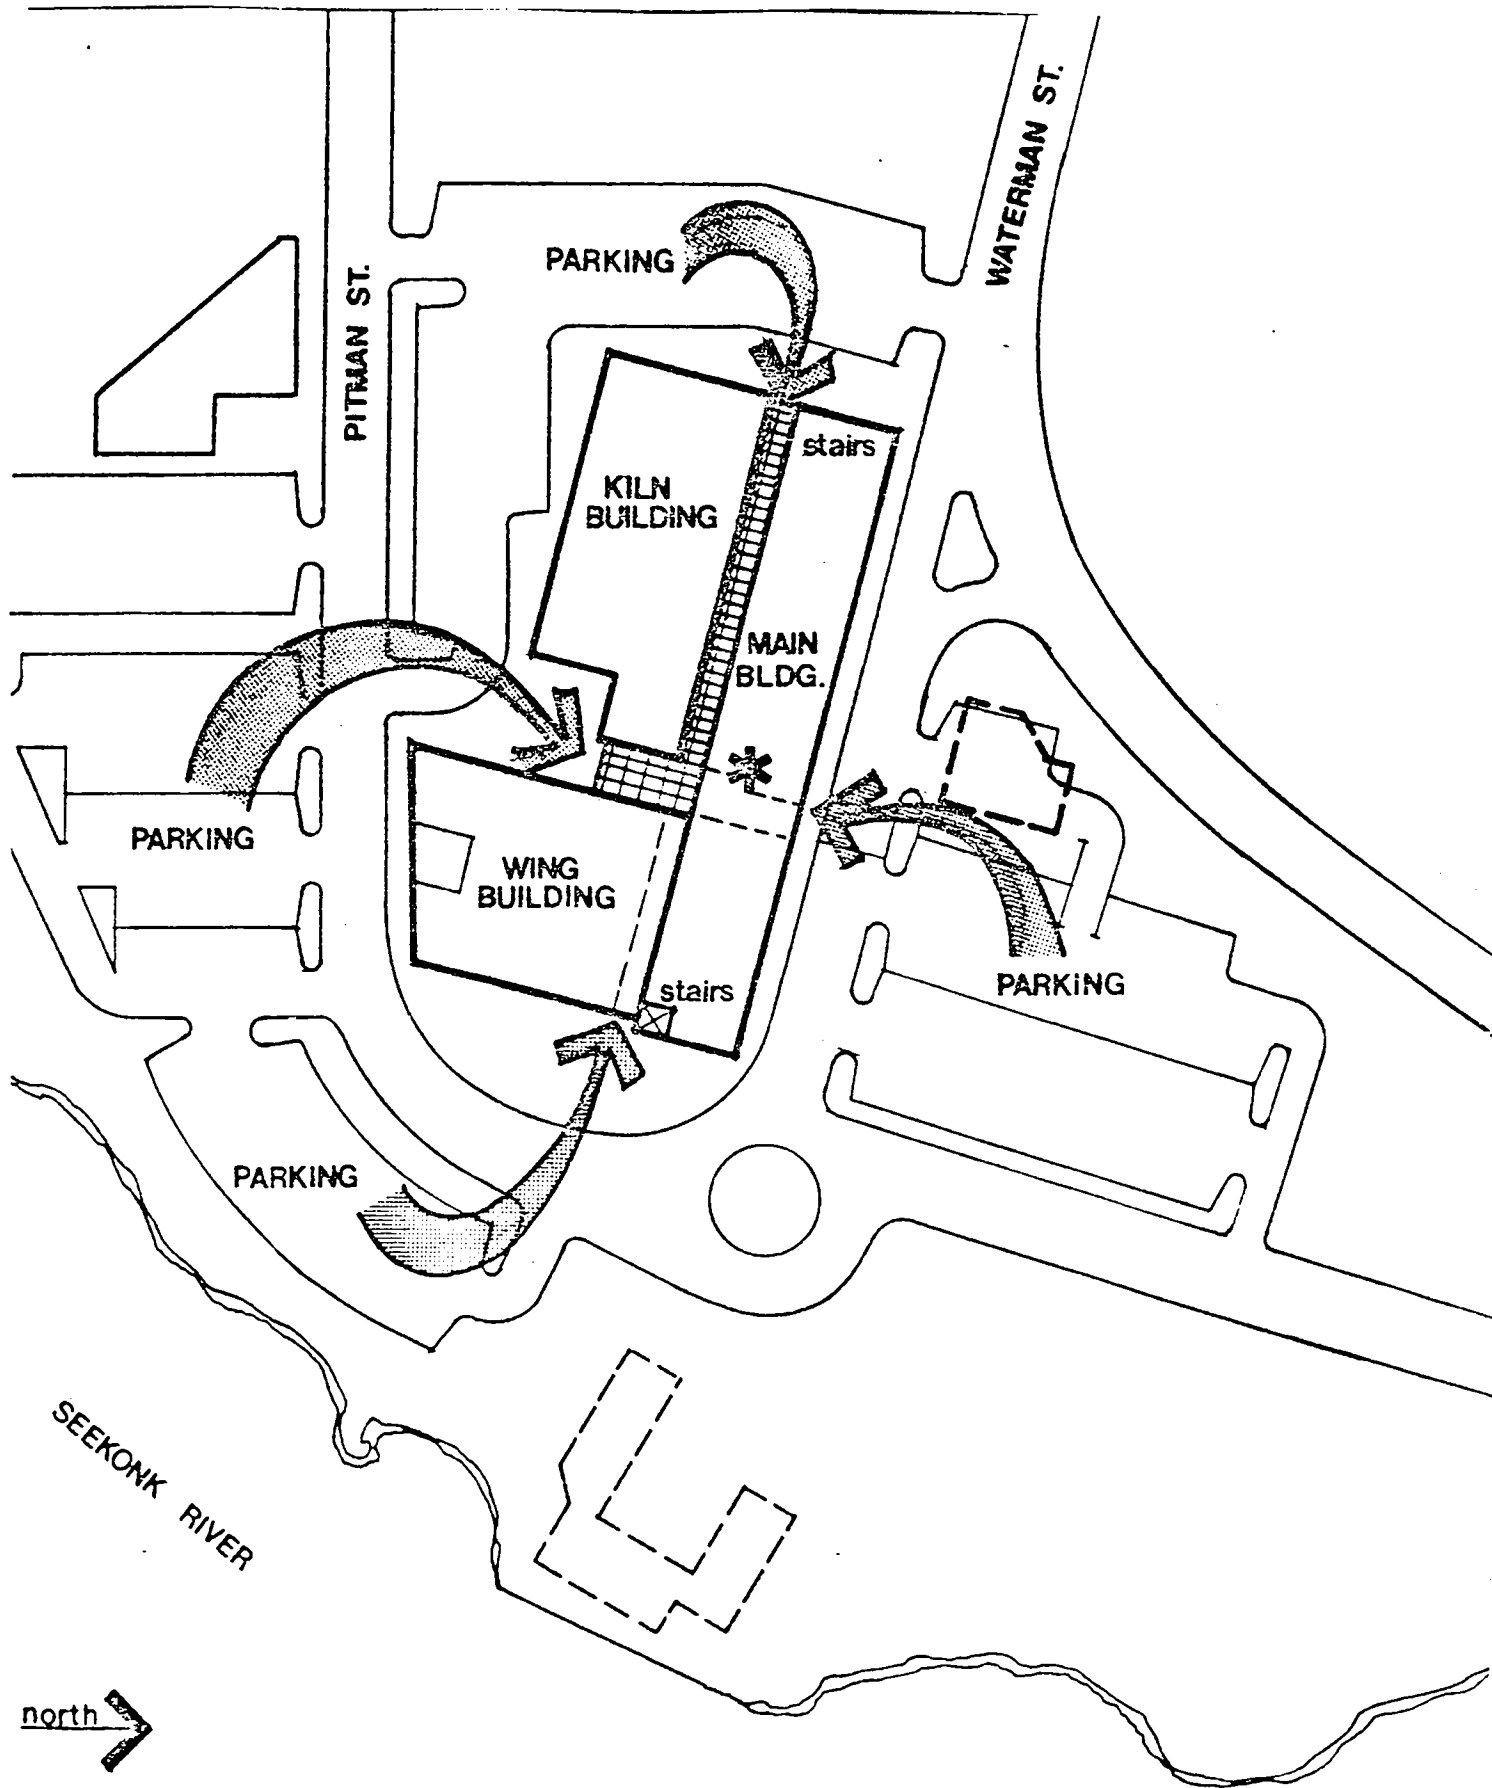 WATERMAN ST.
PARKING
PITMAN ST.
stairs
KILN
BUILDING
MAIN
BLDG.
PARKING
WING
BUILDING
PARKING
stairs
PARKING
SEEKONK RIVER
north